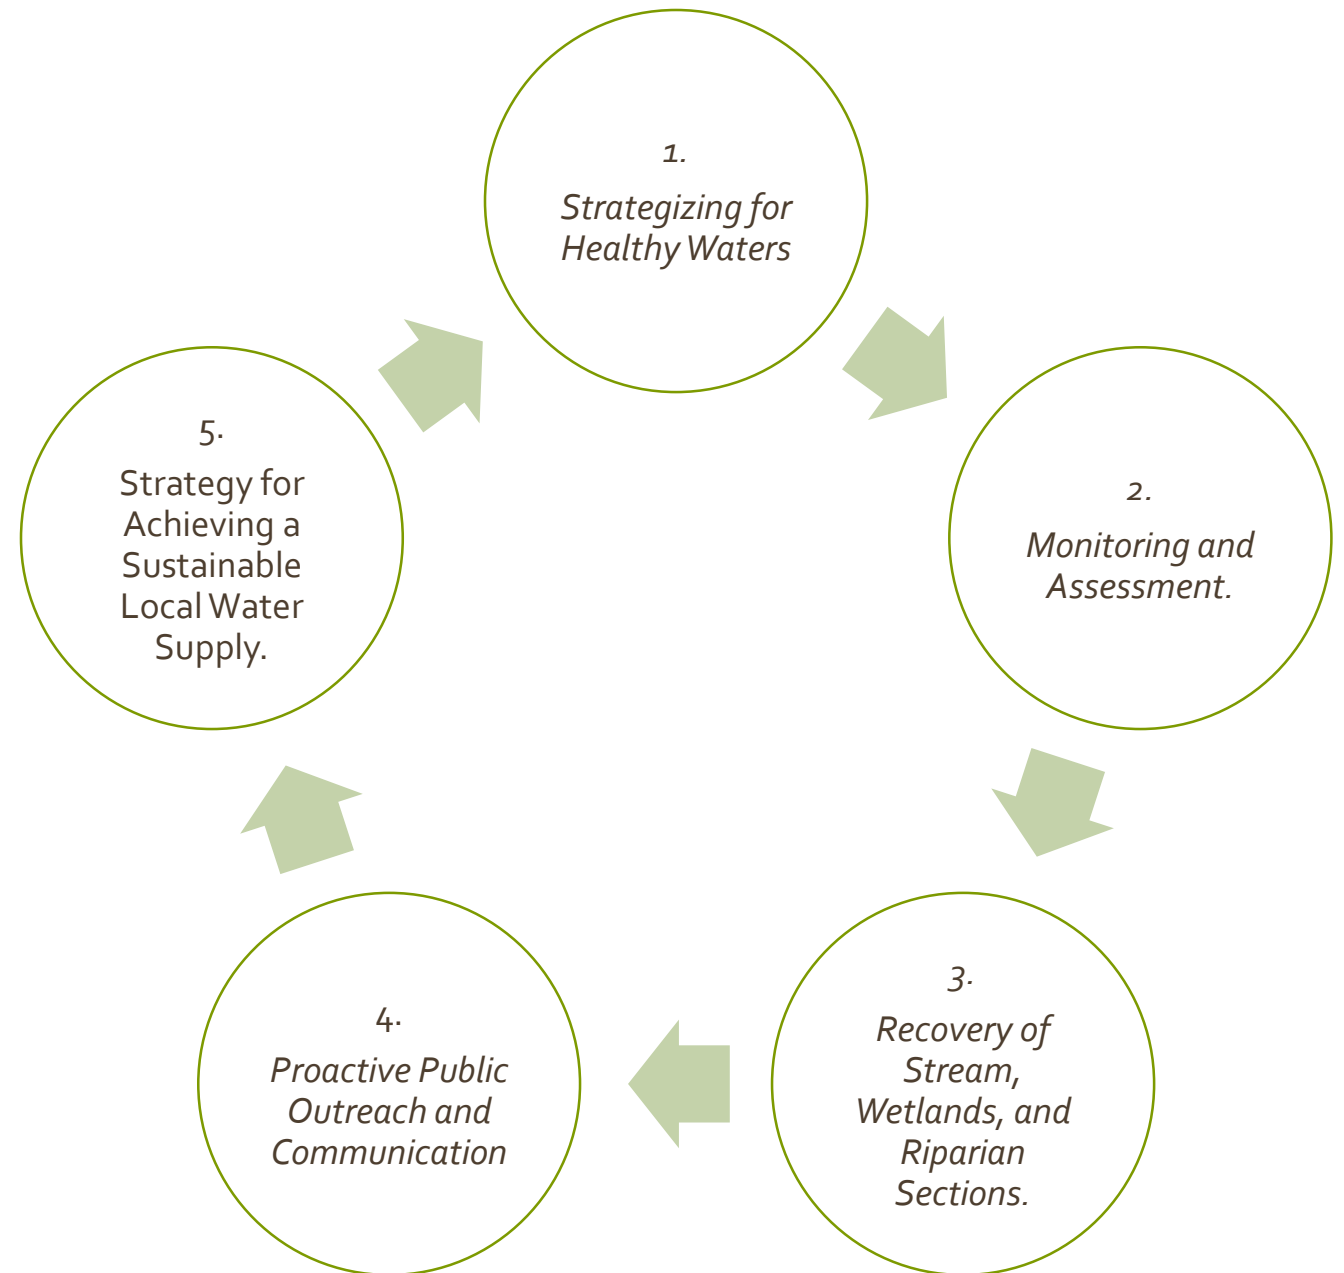 1.
Strategizing for
Healthy Waters
2.
Monitoring and
Assessment.
3.
Recovery of
Stream,
Wetlands, and
Riparian
Sections.
4.
Proactive Public
Outreach and
Communication
5.
Strategy for
Achieving a
Sustainable
Local Water
Supply.